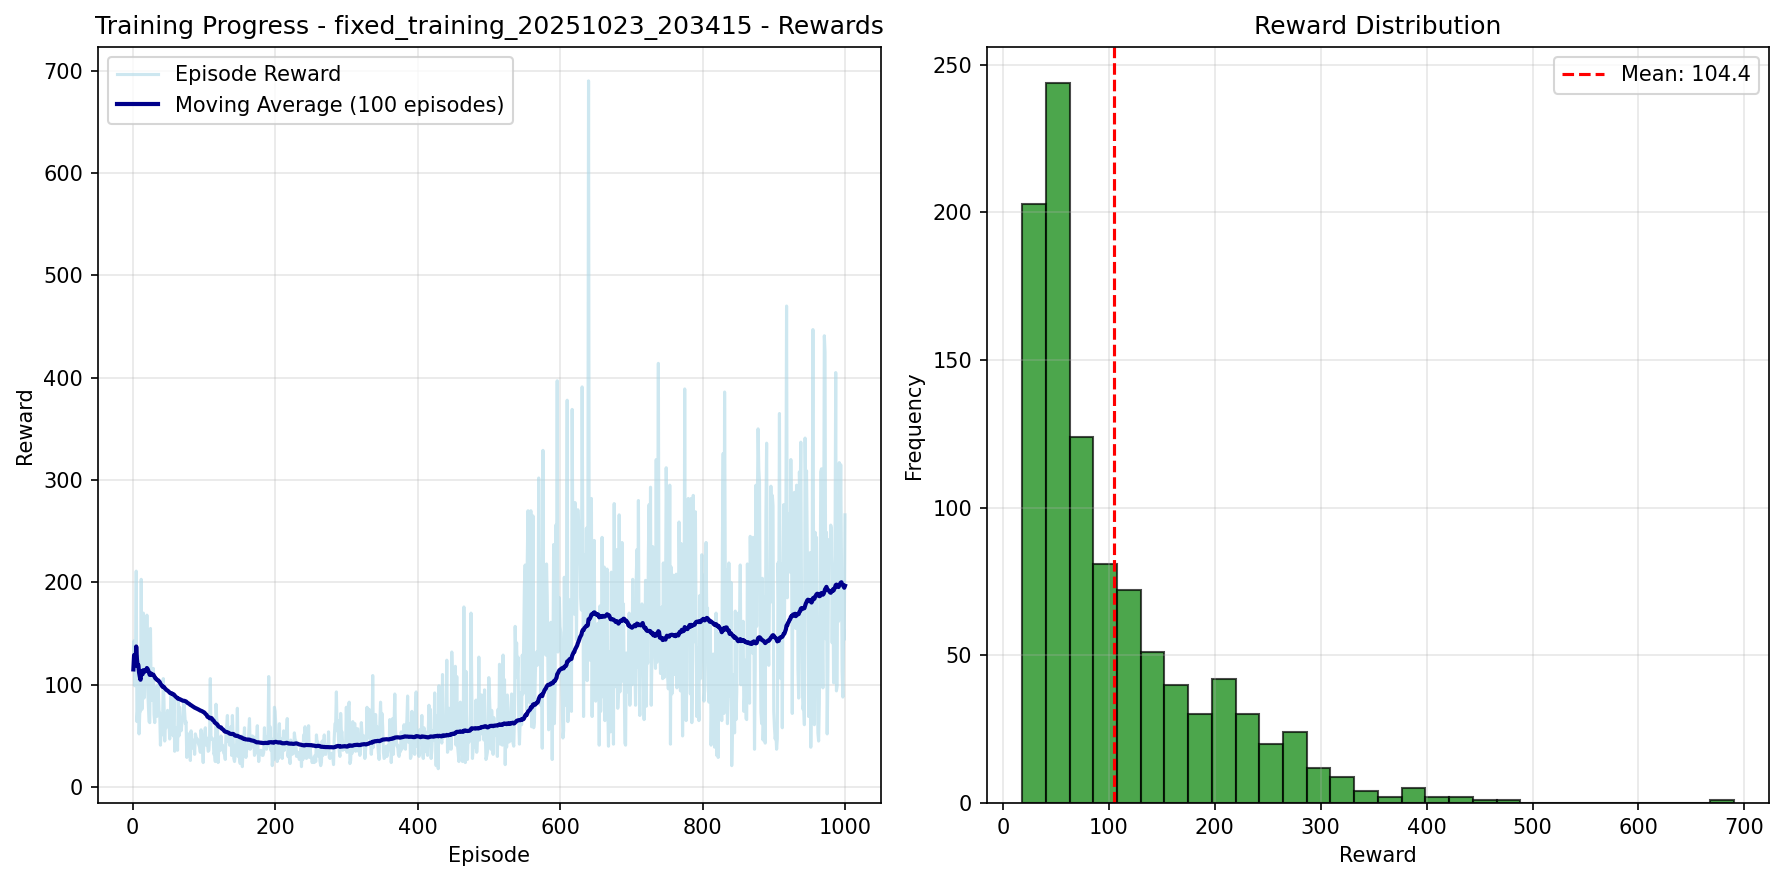 Training Progress - fixed_training_20251023_203415 - Rewards
Episode Reward
Moving Average (100 episodes)
700
600
500
400
300
200
100
0
Reward
0 200 400 600 800 1000
Episode
Reward Distribution
Mean: 104.4
250
200
150
100
50
0
Frequency
0 100 200 300 400 500 600 700
Reward